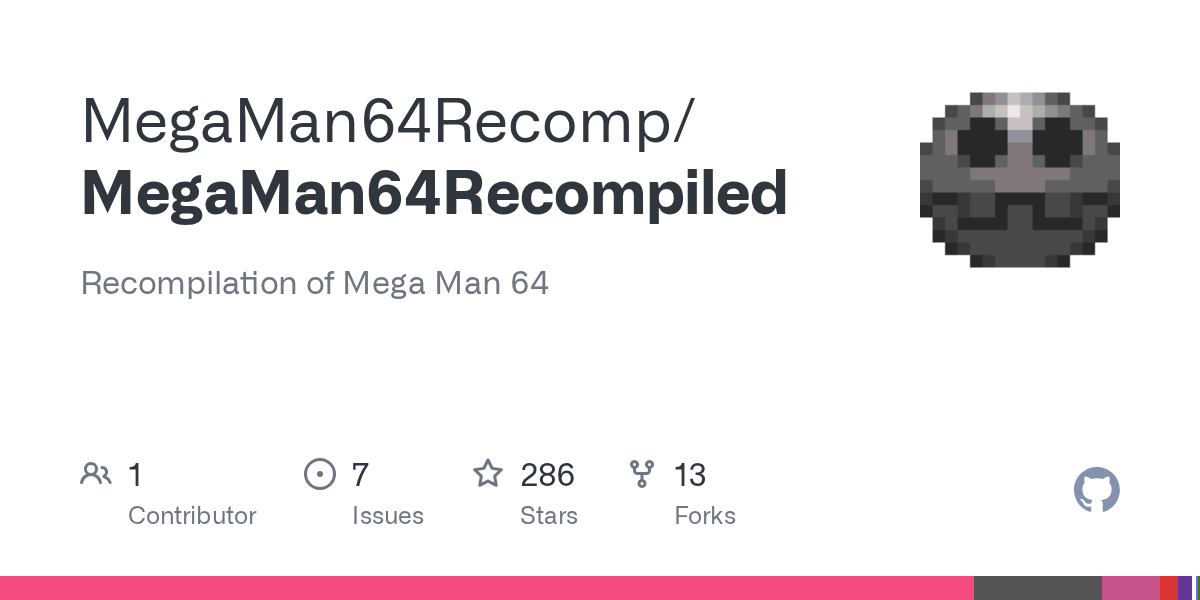 MegaMan64Recomp/
MegaMan64Recompiled
Recompilation of Mega Man 64
1 7 286 13
Contributor Issues Stars Forks